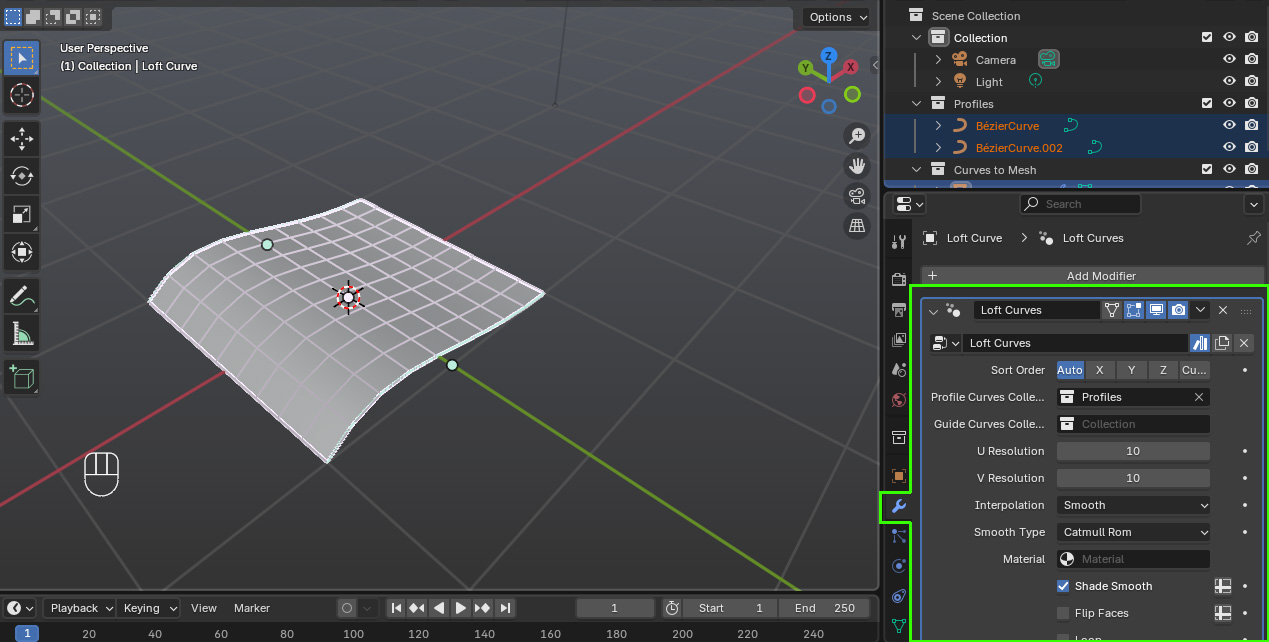 Options
User Perspective
(1) Collection | Loft Curve
Z
Y
X
Scene Collection
Collection
Camera
Light
Profiles
BézierCurve
BézierCurve.002
Curves to Mesh
Search
Loft Curve > Loft Curves
+ Add Modifier
Loft Curves
Loft Curves
Sort Order Auto X Y Z Cu...
Profile Curves Colle... Profiles
Guide Curves Colle... Collection
U Resolution 10
V Resolution 10
Interpolation Smooth
Smooth Type Catmull Rom
Material Material
Shade Smooth
Flip Faces
Loop
Playback Keying View Marker 1 Start 1 End 250
1 20 40 60 80 100 120 140 160 180 200 220 240